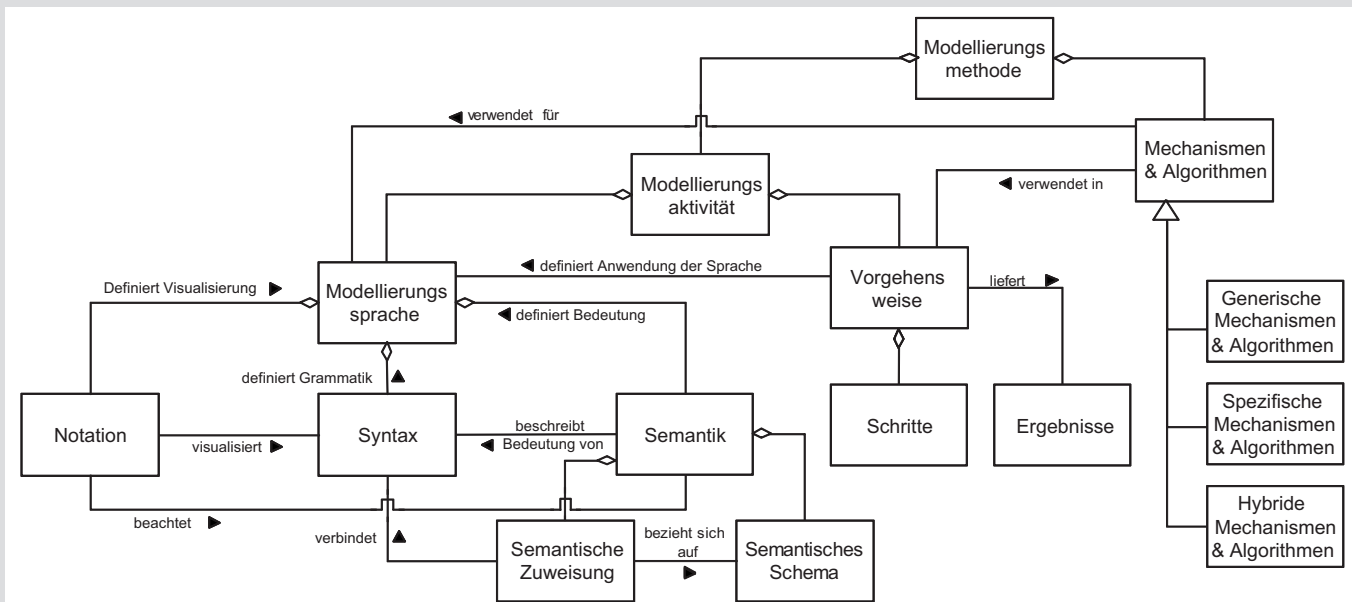 Modellierungs
methode
verwendet für
Mechanismen
& Algorithmen
Modellierungs
aktivität
verwendet in
definiert Anwendung der Sprache
Vorgehens
weise
liefert
Definiert Visualisierung
Modellierungs
sprache
definiert Bedeutung
Generische
Mechanismen
& Algorithmen
definiert Grammatik
Notation
visualisiert
Syntax
beschreibt
Bedeutung von
Semantik
Schritte
Ergebnisse
Spezifische
Mechanismen
& Algorithmen
beachtet
verbindet
Semantische
Zuweisung
bezieht sich
auf
Semantisches
Schema
Hybride
Mechanismen
& Algorithmen